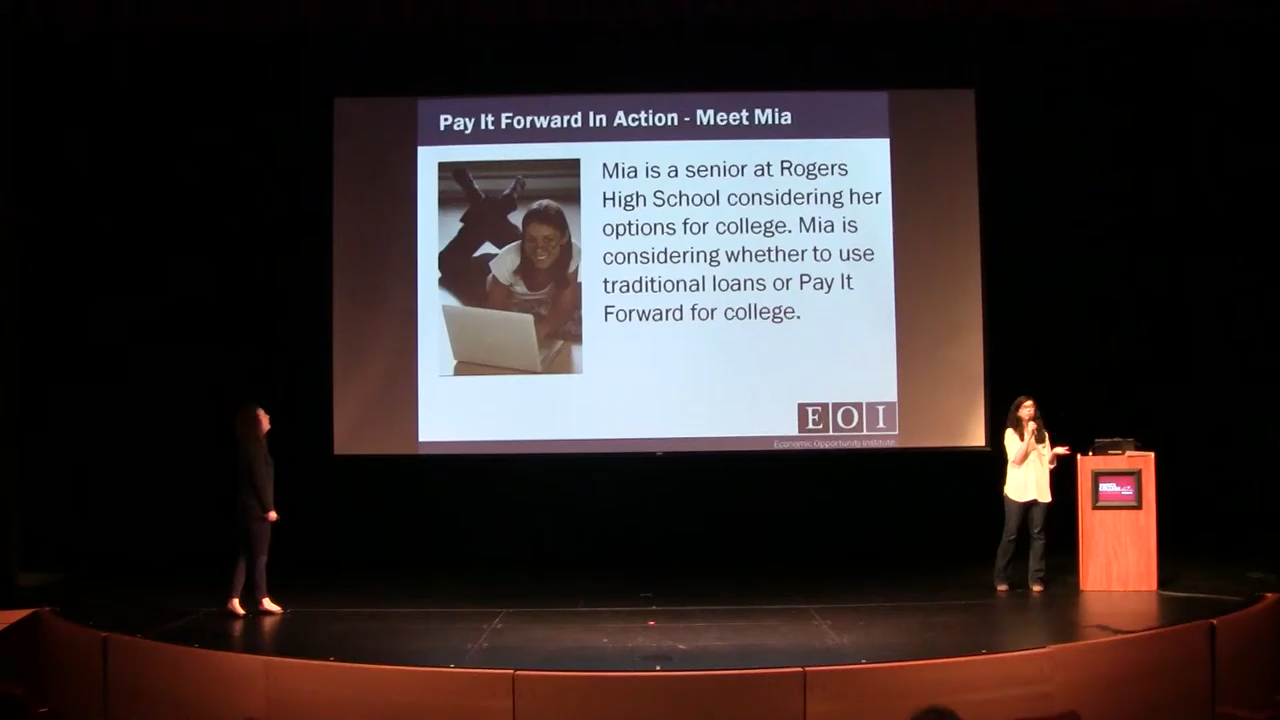 Pay It Forward In Action - Meet Mia
Mia is a senior at Rogers
High School considering her
options for college. Mia is
considering whether to use
traditional loans or Pay It
Forward for college.
EOI
Economic Opportunity Institute